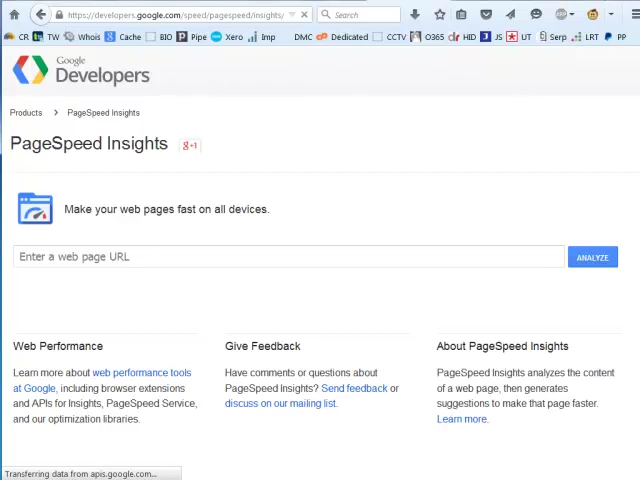 https://developers.google.com/speed/pagespeed/insights/
Search
CR TW Whois Cache BIO Pipe Xero Imp DMC Dedicated CCTV O365 HID JS UT Serp LRT PP
Google
Developers
Products > PageSpeed Insights
PageSpeed Insights
g+1
Make your web pages fast on all devices.
Enter a web page URL
ANALYZE
Web Performance
Learn more about web performance tools
at Google, including browser extensions
and APIs for Insights, PageSpeed Service,
and our optimization libraries.
Give Feedback
Have comments or questions about
PageSpeed Insights? Send feedback or
discuss on our mailing list.
About PageSpeed Insights
PageSpeed Insights analyzes the content
of a web page, then generates
suggestions to make that page faster.
Learn more.
Transferring data from apis.google.com...